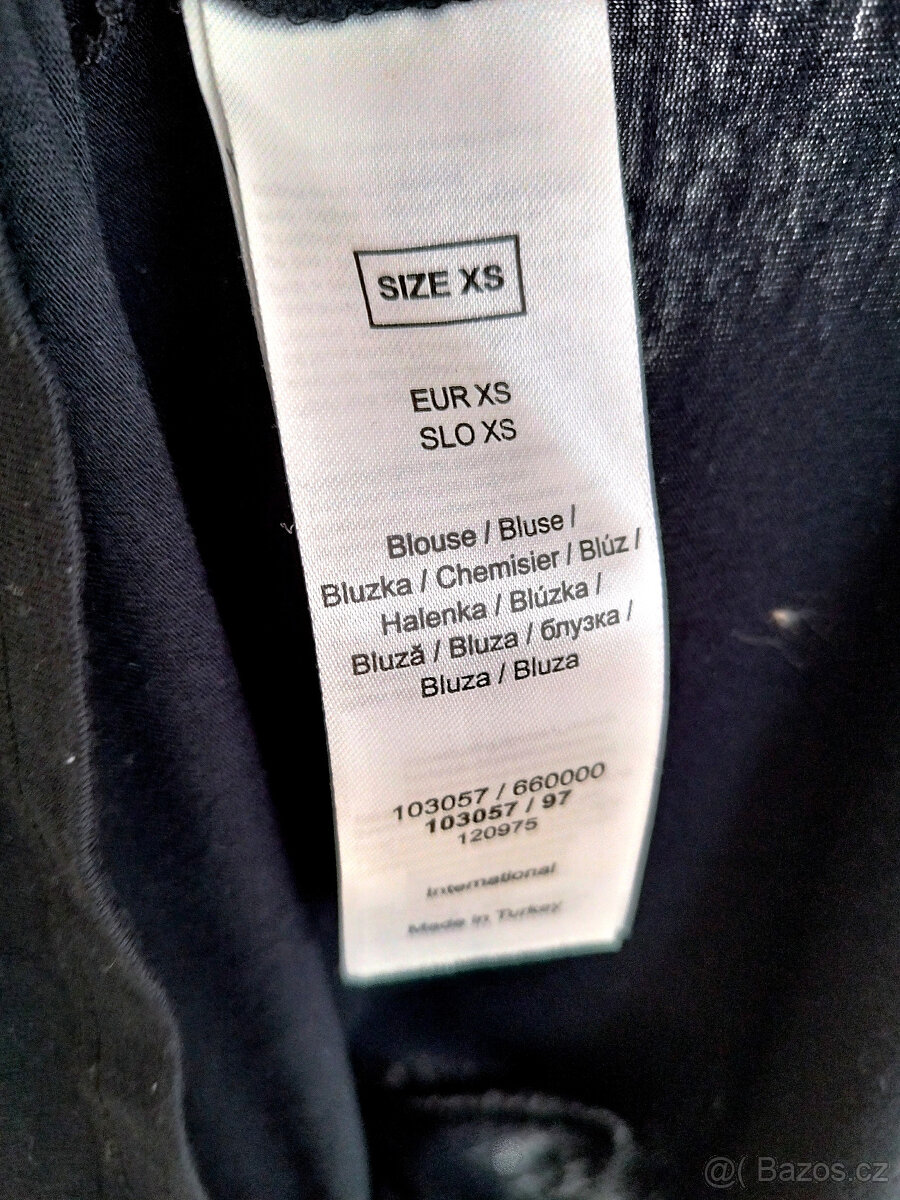 SIZE XS
EUR XS
SLO XS
Blouse / Bluse /
Bluzka / Chemisier / Blúz /
Halenka / Blúzka /
Bluză / Bluza / блузка /
Bluza / Bluza
103057 / 660000
103057 / 97
120975
International
Made in Turkey
@( Bazos.cz